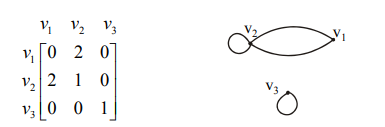 v₁ v₂ v₃
v₁ [0 2 0]
v₂ [2 1 0]
v₃ [0 0 1]
v₂
v₁
v₃